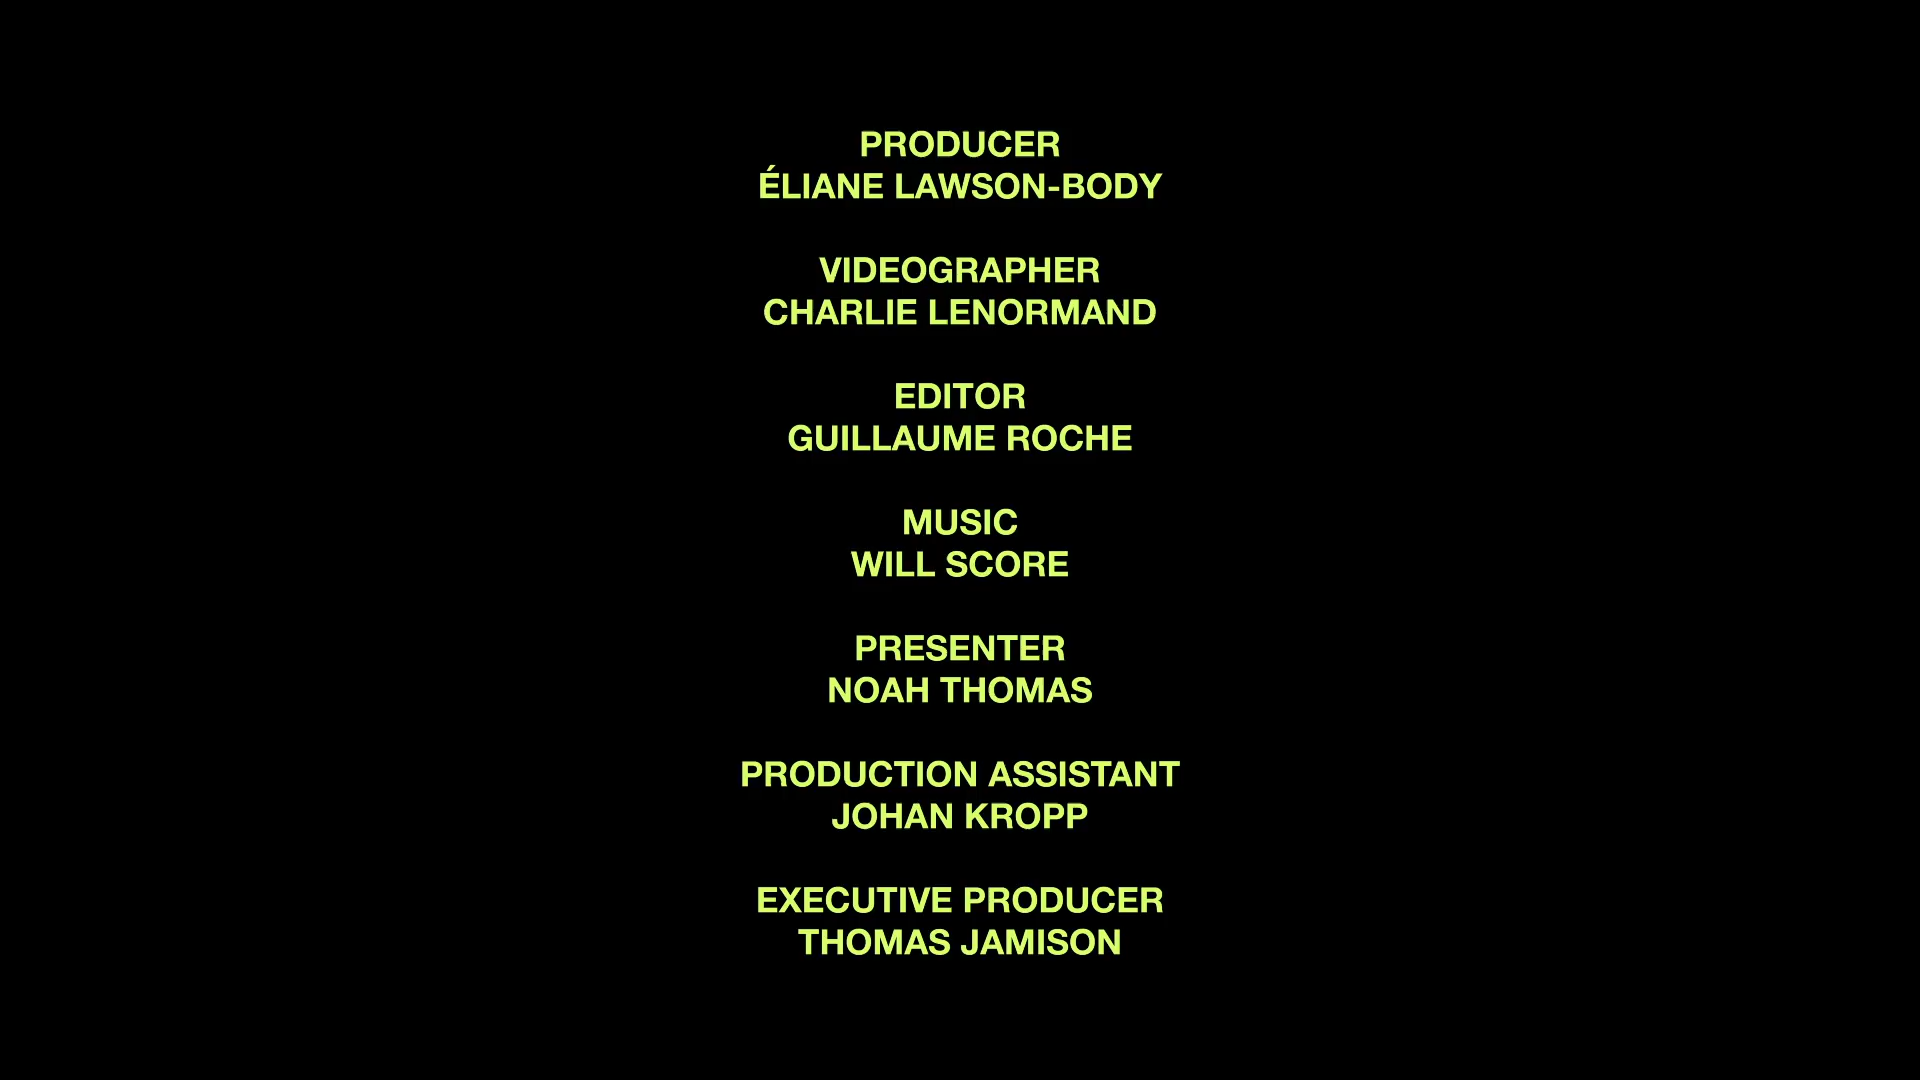 PRODUCER
ÉLIANE LAWSON-BODY
VIDEOGRAPHER
CHARLIE LENORMAND
EDITOR
GUILLAUME ROCHE
MUSIC
WILL SCORE
PRESENTER
NOAH THOMAS
PRODUCTION ASSISTANT
JOHAN KROPP
EXECUTIVE PRODUCER
THOMAS JAMISON